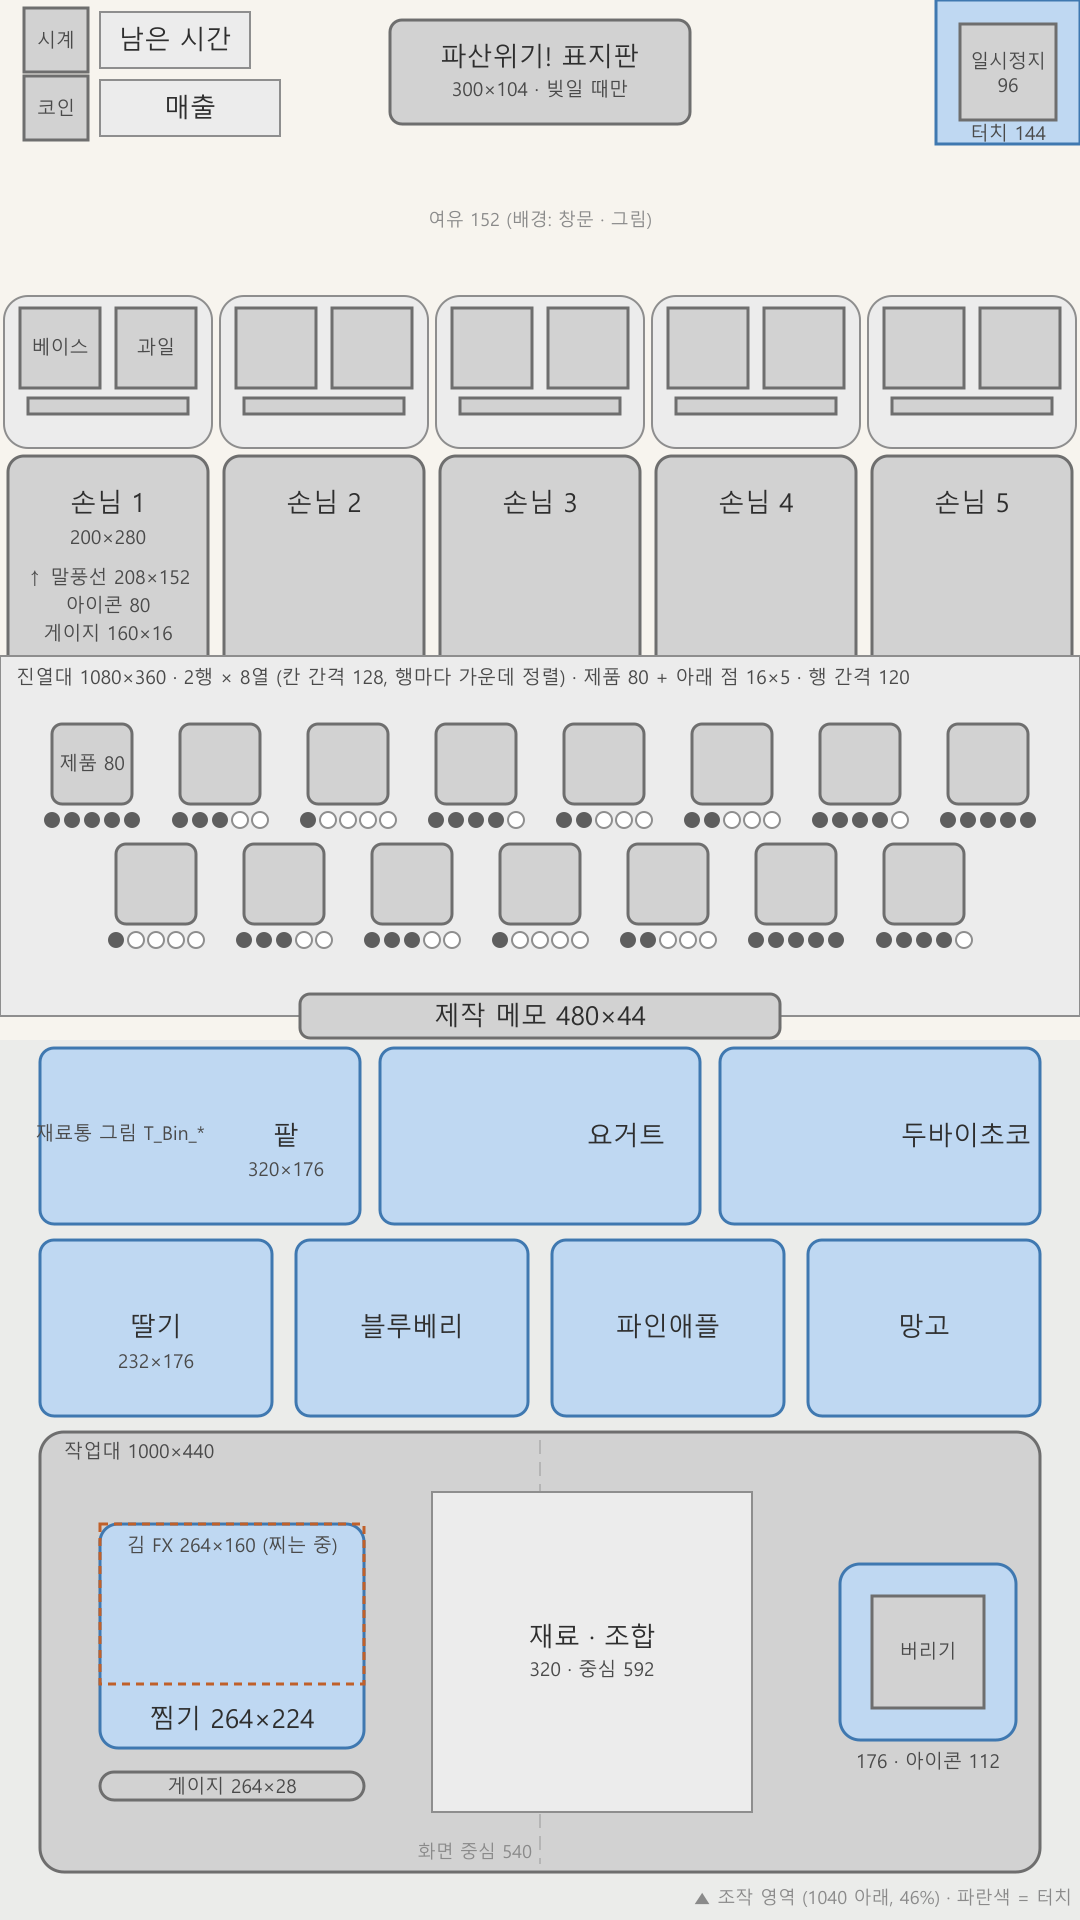 시계
남은 시간
코인
매출
파산위기! 표지판
300×104 · 빚일 때만
일시정지
96
터치 144
여유 152 (배경: 창문 · 그림)
베이스
과일
손님 1
200×280
↑ 말풍선 208×152
아이콘 80
게이지 160×16
손님 2
손님 3
손님 4
손님 5
진열대 1080×360 · 2행 × 8열 (칸 간격 128, 행마다 가운데 정렬) · 제품 80 + 아래 점 16×5 · 행 간격 120
제품 80
제작 메모 480×44
재료통 그림 T_Bin_*
팥
320×176
요거트
두바이초코
딸기
232×176
블루베리
파인애플
망고
작업대 1000×440
김 FX 264×160 (찌는 중)
찜기 264×224
게이지 264×28
재료 · 조합
320 · 중심 592
버리기
176 · 아이콘 112
화면 중심 540
▲ 조작 영역 (1040 아래, 46%) · 파란색 = 터치